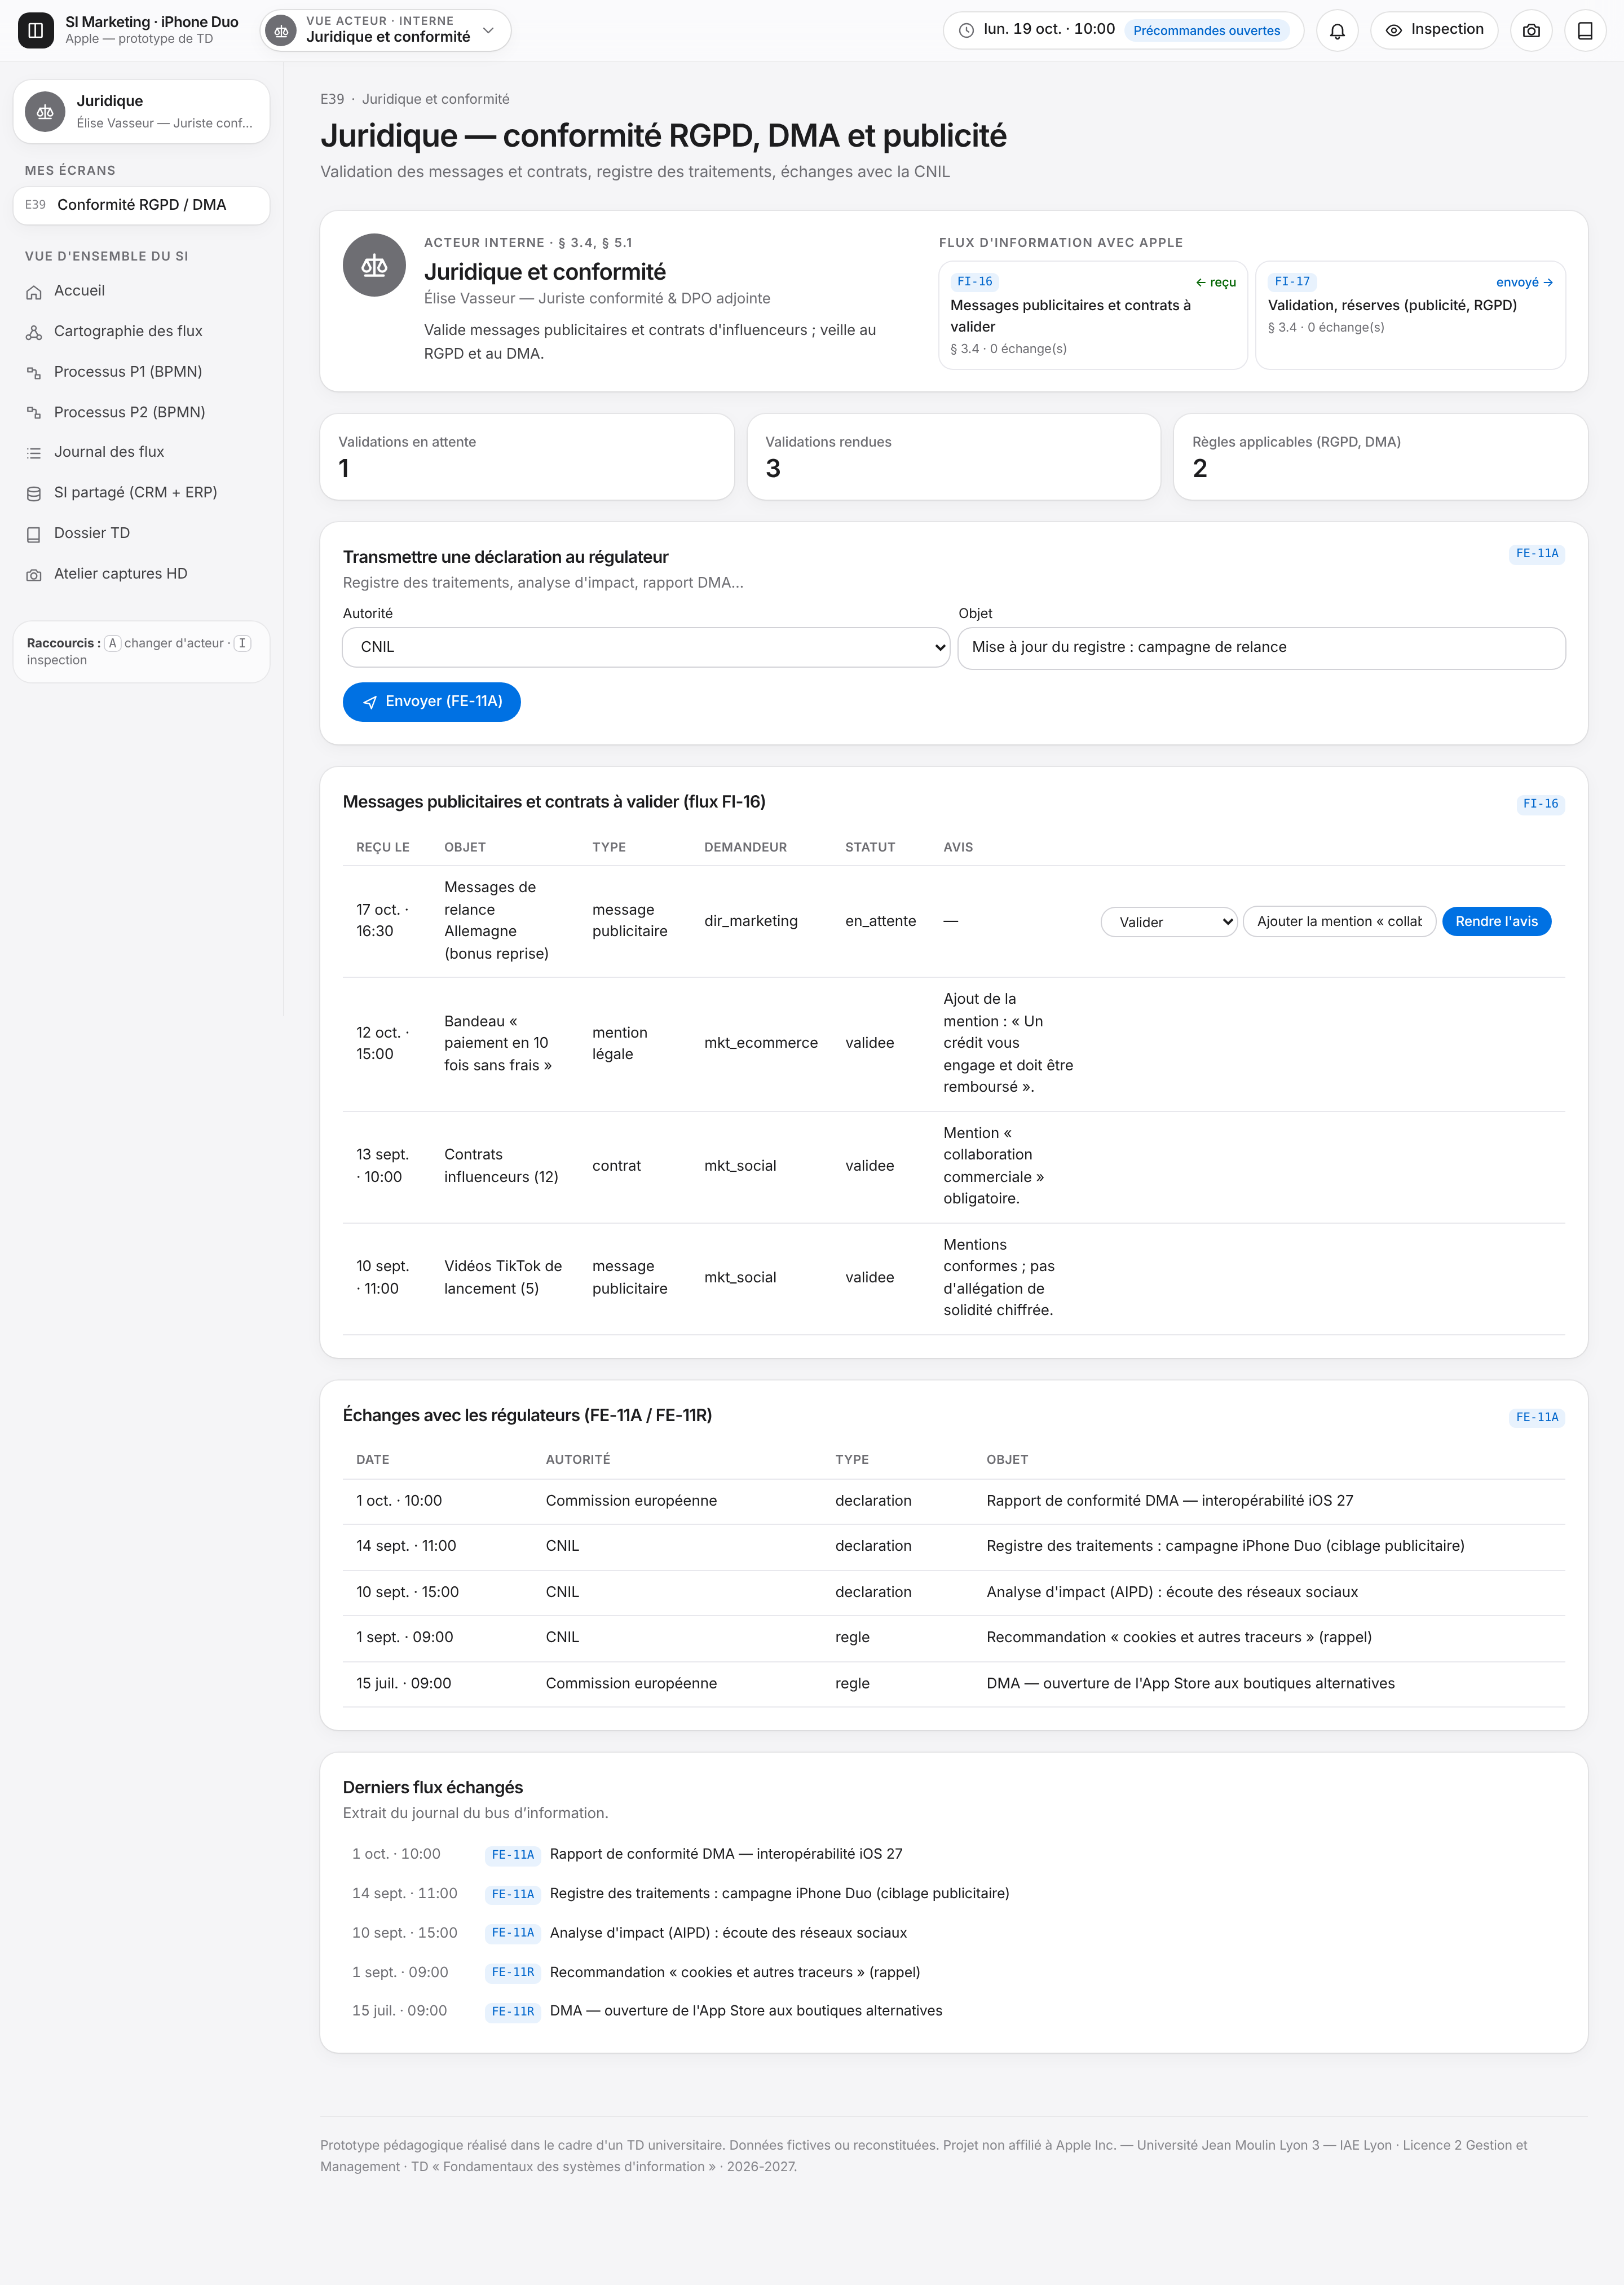 SI Marketing · iPhone Duo
Apple — prototype de TD
VUE ACTEUR · INTERNE
Juridique et conformité
lun. 19 oct. · 10:00
Précommandes ouvertes
Inspection
Juridique
Élise Vasseur — Juriste conf...
MES ÉCRANS
E39 Conformité RGPD / DMA
VUE D'ENSEMBLE DU SI
Accueil
Cartographie des flux
Processus P1 (BPMN)
Processus P2 (BPMN)
Journal des flux
SI partagé (CRM + ERP)
Dossier TD
Atelier captures HD
Raccourcis : A changer d'acteur · I
inspection
E39 · Juridique et conformité
Juridique — conformité RGPD, DMA et publicité
Validation des messages et contrats, registre des traitements, échanges avec la CNIL
ACTEUR INTERNE · § 3.4, § 5.1
Juridique et conformité
Élise Vasseur — Juriste conformité & DPO adjointe
Valide messages publicitaires et contrats d'influenceurs ; veille au
RGPD et au DMA.
FLUX D'INFORMATION AVEC APPLE
FI-16 ← reçu
Messages publicitaires et contrats à
valider
§ 3.4 · 0 échange(s)
FI-17 envoyé →
Validation, réserves (publicité, RGPD)
§ 3.4 · 0 échange(s)
Validations en attente
1
Validations rendues
3
Règles applicables (RGPD, DMA)
2
Transmettre une déclaration au régulateur
FE-11A
Registre des traitements, analyse d'impact, rapport DMA…
Autorité
CNIL
Objet
Mise à jour du registre : campagne de relance
Envoyer (FE-11A)
Messages publicitaires et contrats à valider (flux FI-16)
FI-16
REÇU LE OBJET TYPE DEMANDEUR STATUT AVIS
17 oct. ·
16:30
Messages de
relance
Allemagne
(bonus reprise)
message
publicitaire
dir_marketing
en_attente
—
Valider
Ajouter la mention « collab
Rendre l'avis
12 oct. ·
15:00
Bandeau «
paiement en 10
fois sans frais »
mention
légale
mkt_ecommerce
validee
Ajout de la
mention : « Un
crédit vous
engage et doit être
remboursé ».
13 sept.
· 10:00
Contrats
influenceurs (12)
contrat
mkt_social
validee
Mention «
collaboration
commerciale »
obligatoire.
10 sept.
· 11:00
Vidéos TikTok de
lancement (5)
message
publicitaire
mkt_social
validee
Mentions
conformes ; pas
d'allégation de
solidité chiffrée.
Échanges avec les régulateurs (FE-11A / FE-11R)
FE-11A
DATE AUTORITÉ TYPE OBJET
1 oct. · 10:00 Commission européenne declaration Rapport de conformité DMA — interopérabilité iOS 27
14 sept. · 11:00 CNIL declaration Registre des traitements : campagne iPhone Duo (ciblage publicitaire)
10 sept. · 15:00 CNIL declaration Analyse d'impact (AIPD) : écoute des réseaux sociaux
1 sept. · 09:00 CNIL regle Recommandation « cookies et autres traceurs » (rappel)
15 juil. · 09:00 Commission européenne regle DMA — ouverture de l'App Store aux boutiques alternatives
Derniers flux échangés
Extrait du journal du bus d’information.
1 oct. · 10:00 FE-11A Rapport de conformité DMA — interopérabilité iOS 27
14 sept. · 11:00 FE-11A Registre des traitements : campagne iPhone Duo (ciblage publicitaire)
10 sept. · 15:00 FE-11A Analyse d'impact (AIPD) : écoute des réseaux sociaux
1 sept. · 09:00 FE-11R Recommandation « cookies et autres traceurs » (rappel)
15 juil. · 09:00 FE-11R DMA — ouverture de l'App Store aux boutiques alternatives
Prototype pédagogique réalisé dans le cadre d'un TD universitaire. Données fictives ou reconstituées. Projet non affilié à Apple Inc. — Université Jean Moulin Lyon 3 — IAE Lyon · Licence 2 Gestion et
Management · TD « Fondamentaux des systèmes d'information » · 2026-2027.